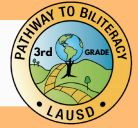 PATHWAY TO BILITERACY
3rd GRADE
• LAUSD •